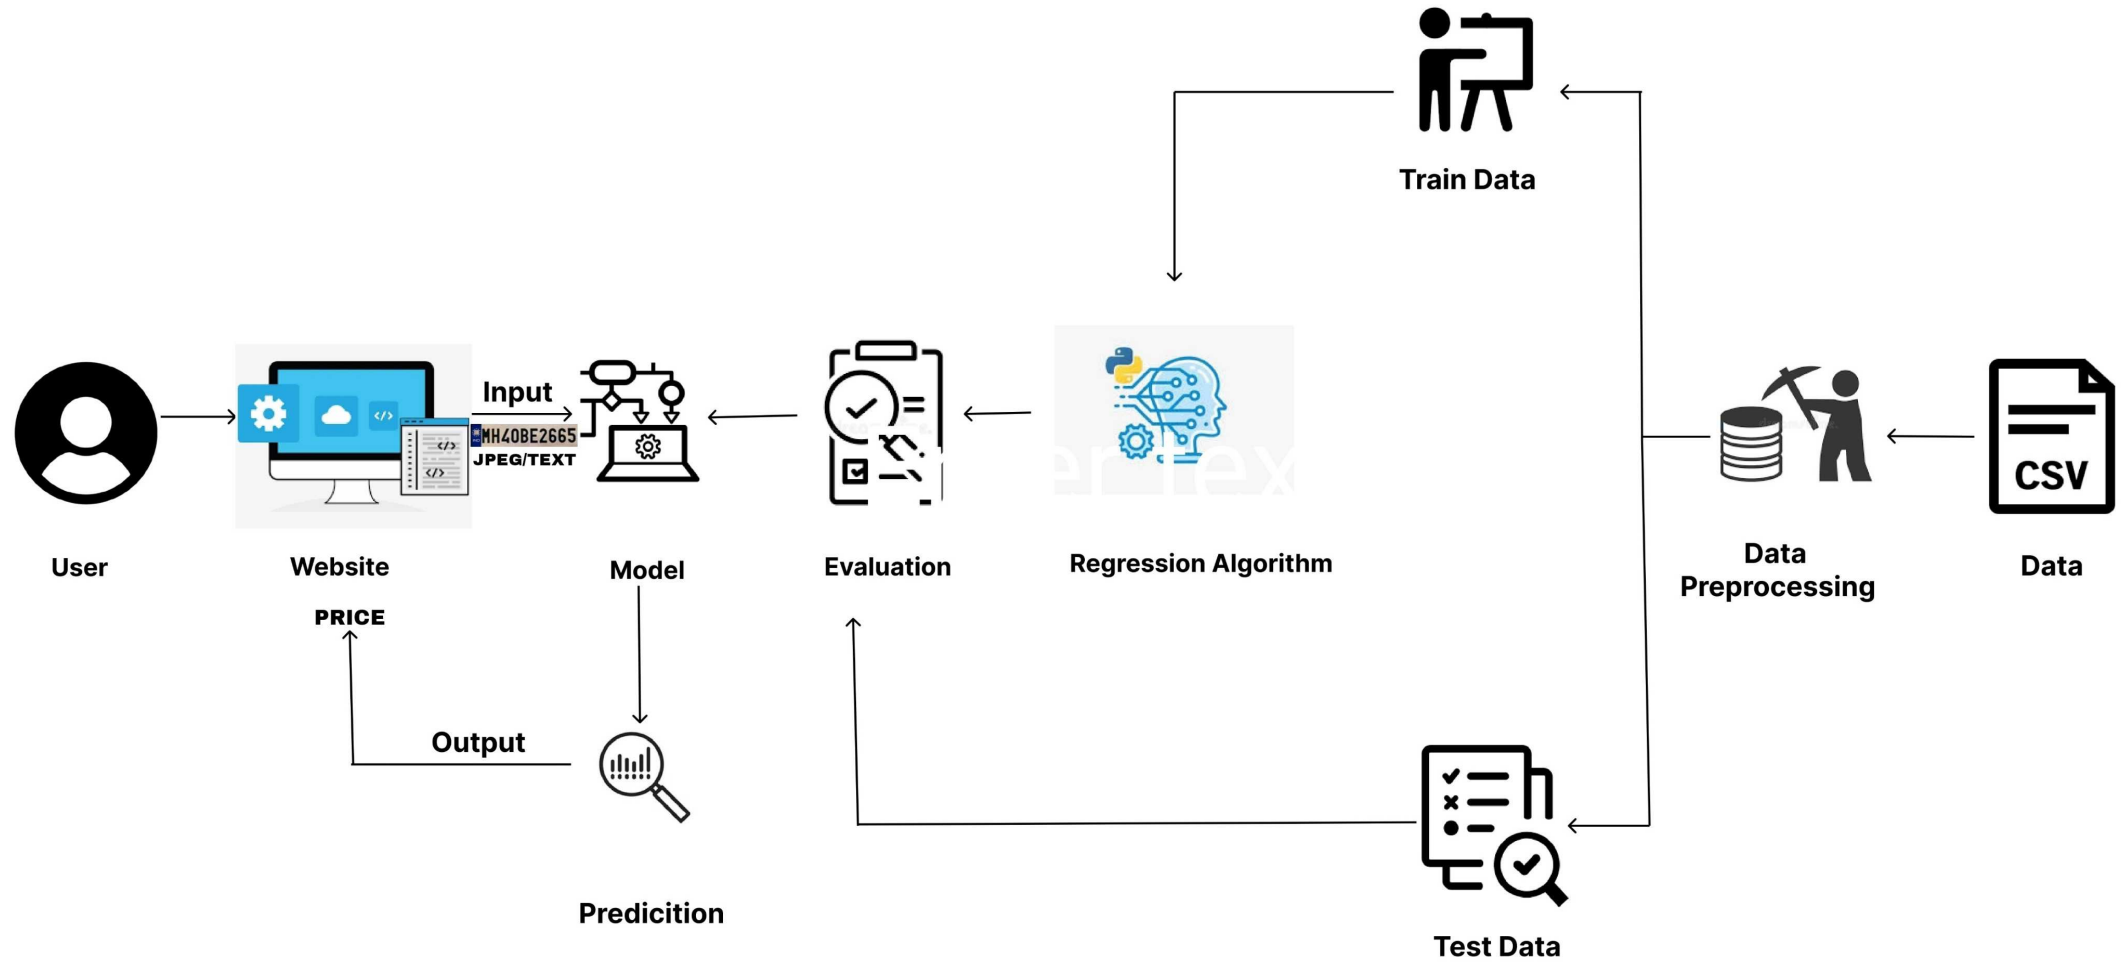 Train Data
Input
MH40BE2665
JPEG/TEXT
CSV
User
Website
Model
Evaluation
Regression Algorithm
Data
Preprocessing
Data
PRICE
Output
Predicition
Test Data